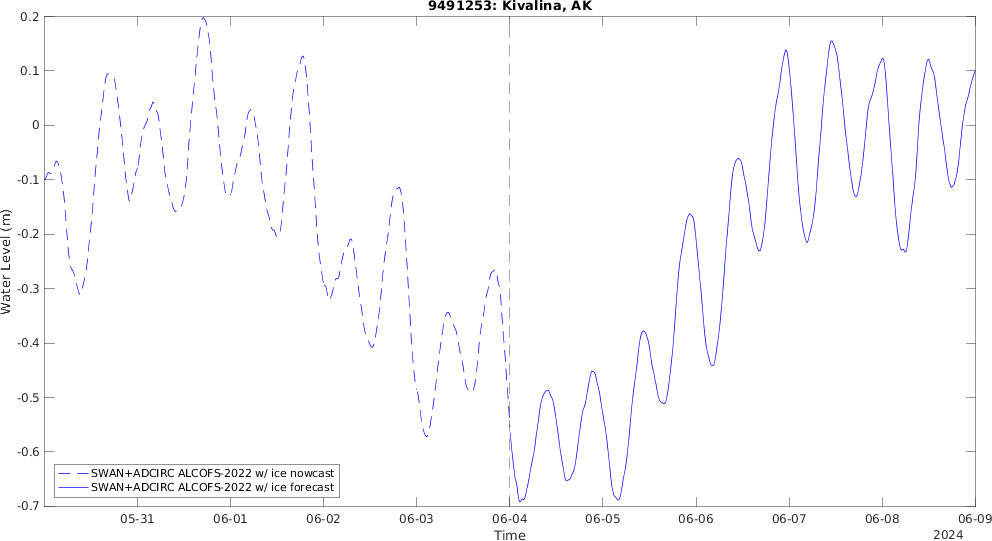 9491253: Kivalina, AK
0.2
0.1
0
-0.1
-0.2
-0.3
-0.4
-0.5
-0.6
-0.7
Water Level (m)
SWAN+ADCIRC ALCOFS-2022 w/ ice nowcast
SWAN+ADCIRC ALCOFS-2022 w/ ice forecast
05-31 06-01 06-02 06-03 06-04 06-05 06-06 06-07 06-08 06-09
Time
2024